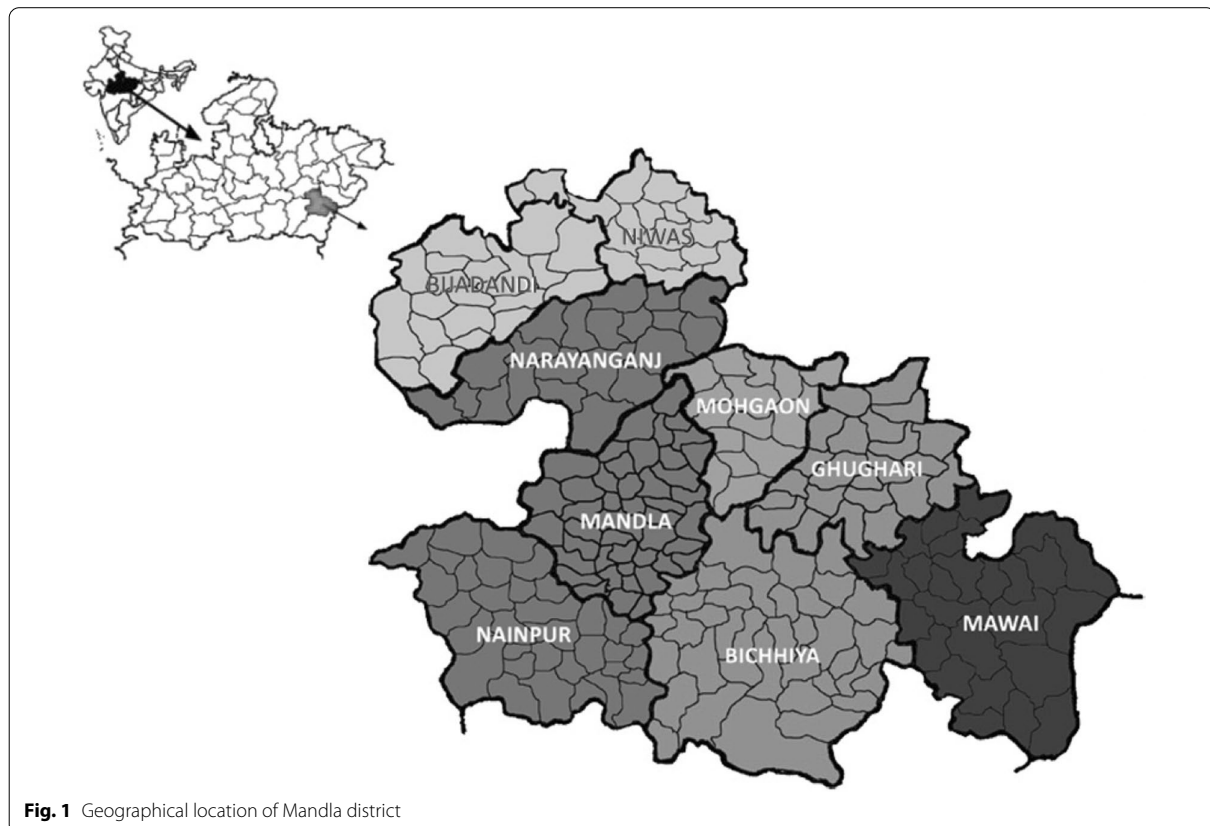 NIWAS
BIJADANDI
NARAYANGANJ
MOHGAON
GHUGHARI
MANDLA
NAINPUR
BICHHIYA
MAWAI
Fig. 1 Geographical location of Mandla district